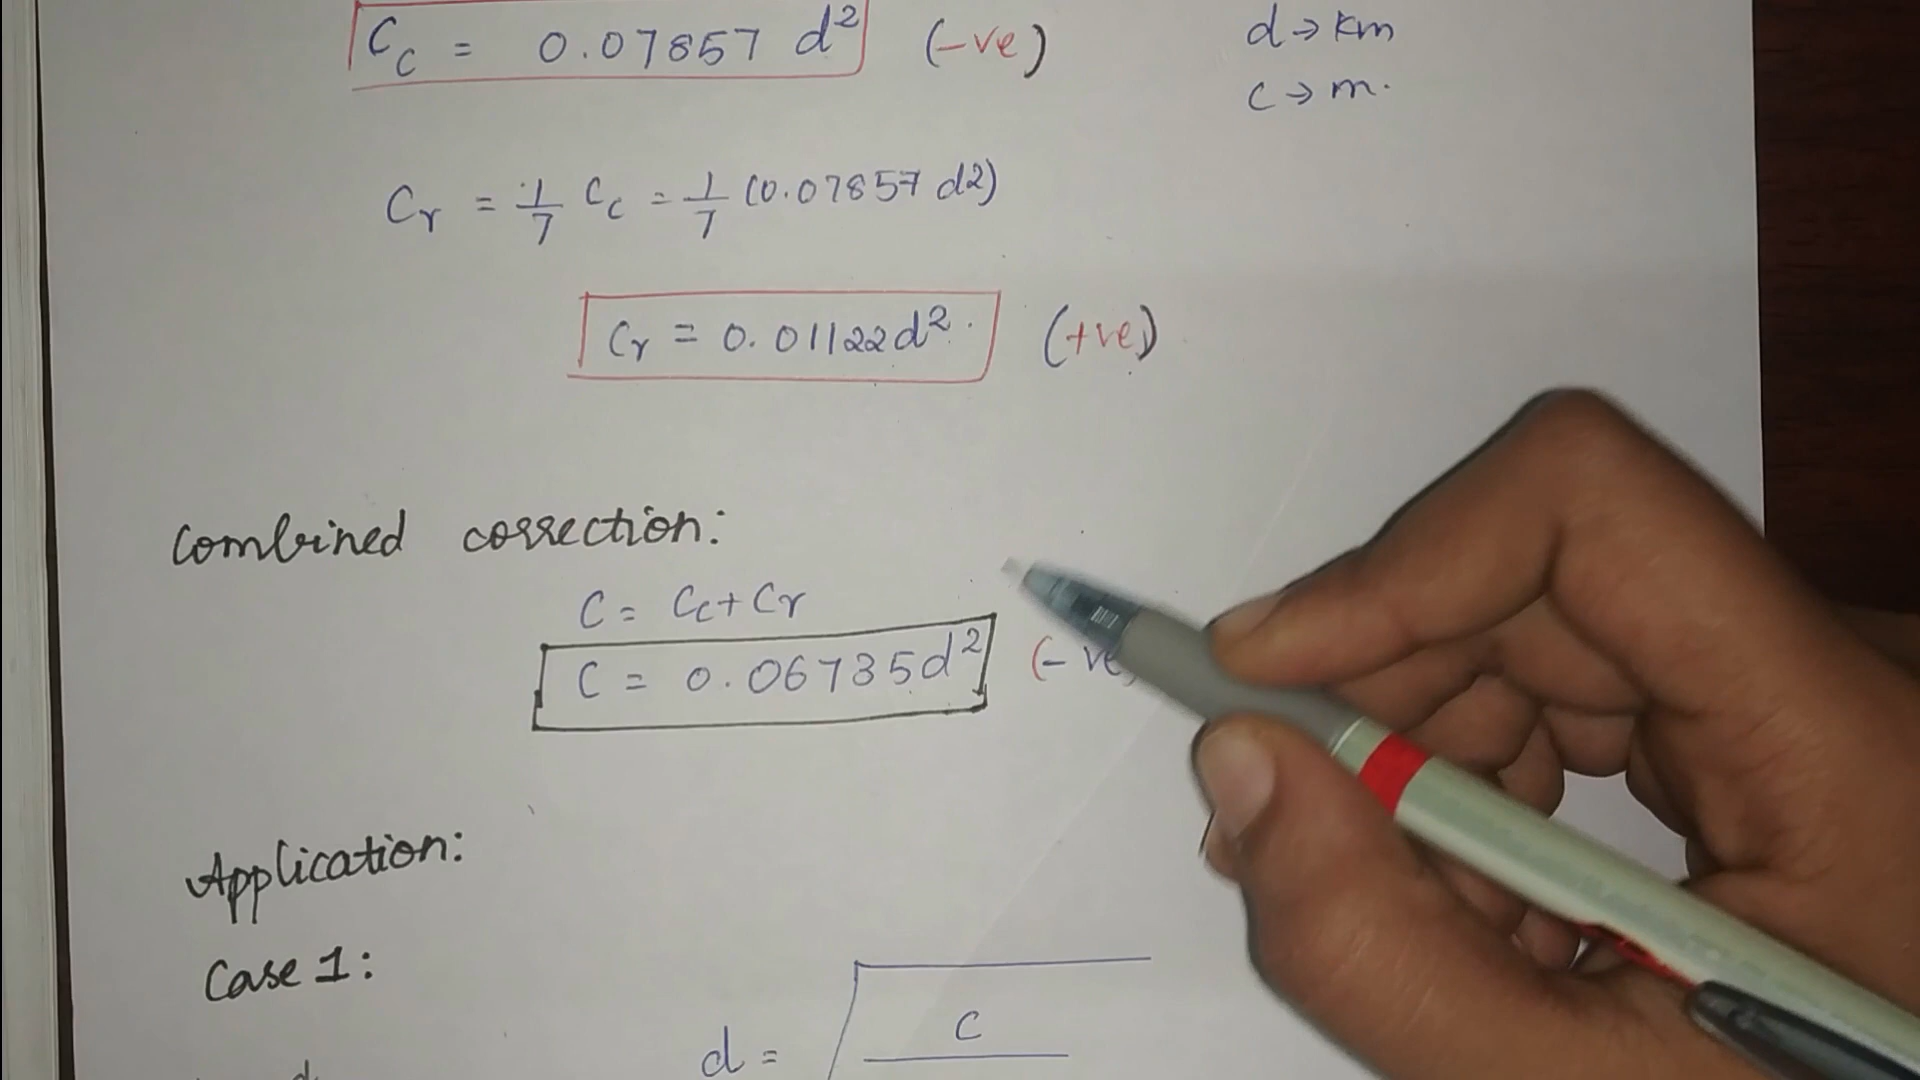 Cc = 0.07857 d² (-ve) d → km
c → m.
Cr = 1/7 Cc = 1/7 (0.07857 d2)
Cr = 0.01122d². (+ve)
Combined correction:
C = Cc + Cr
C = 0.06735d² (- ve)
Application:
Case 1:
d = √ C